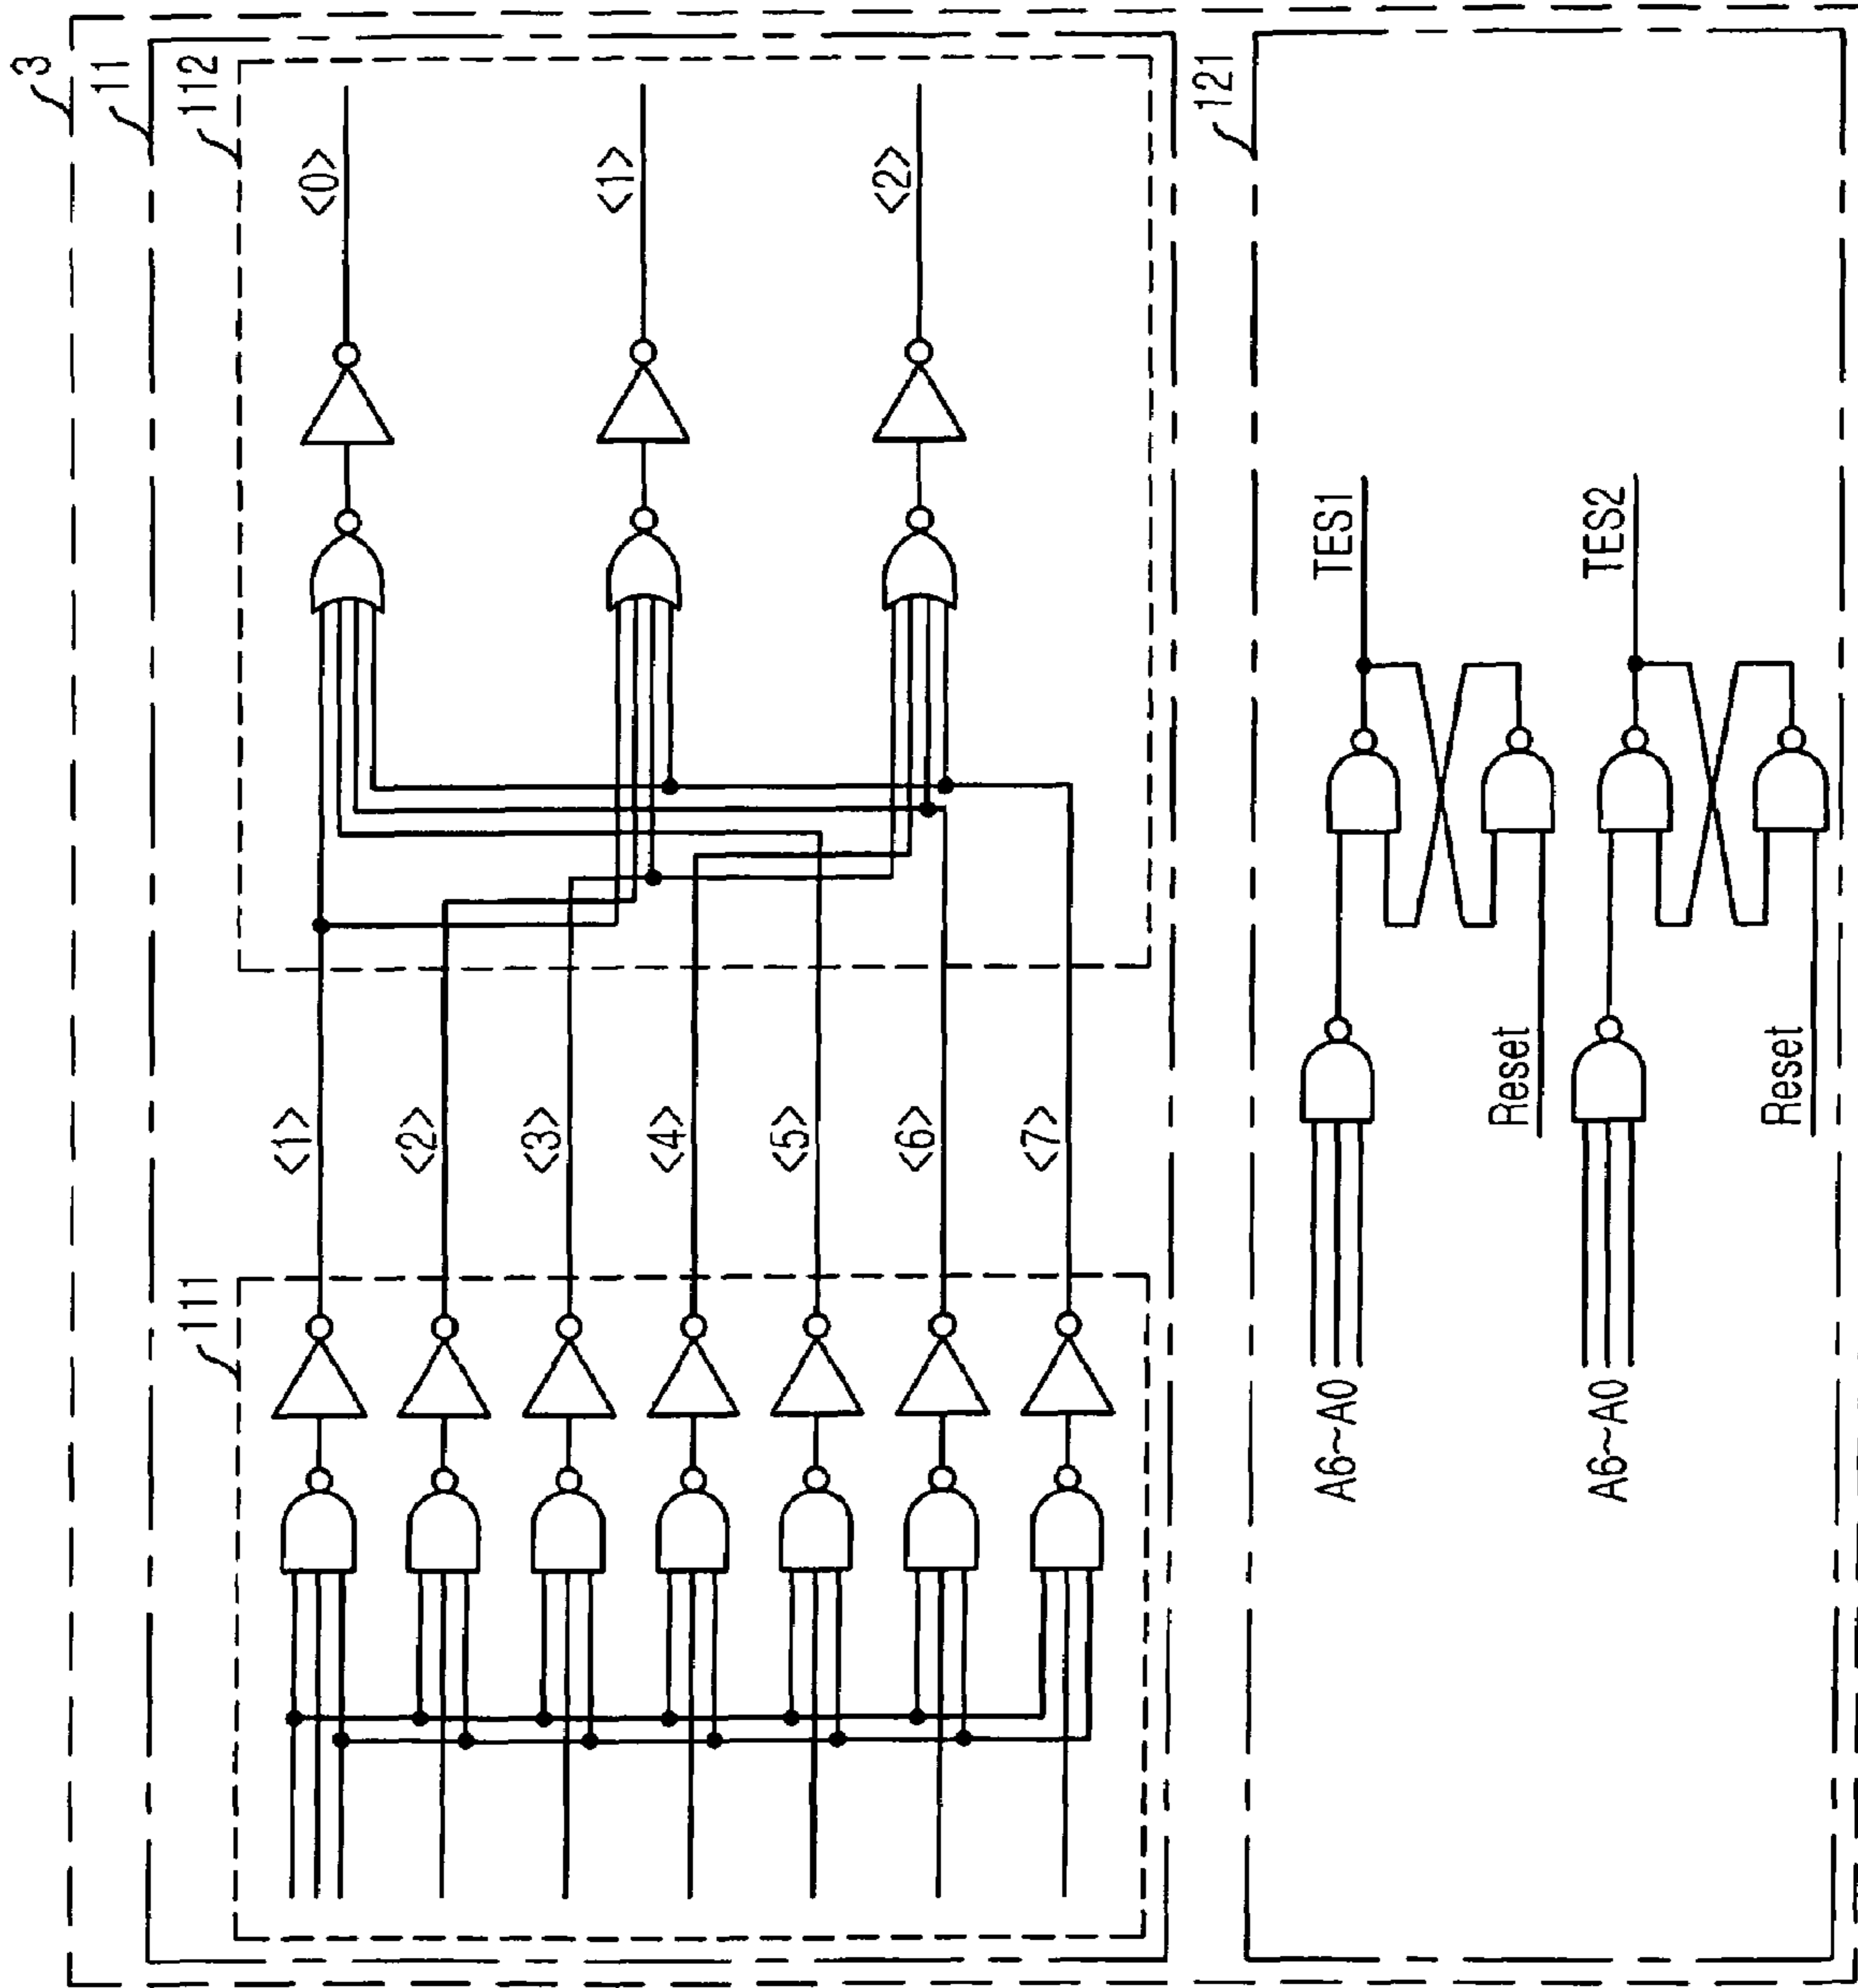 3
11
112
<0>
<1>
<2>
111
<1>
<2>
<3>
<4>
<5>
<6>
<7>
121
TES1
TES2
Reset
Reset
A6~A0
A6~A0